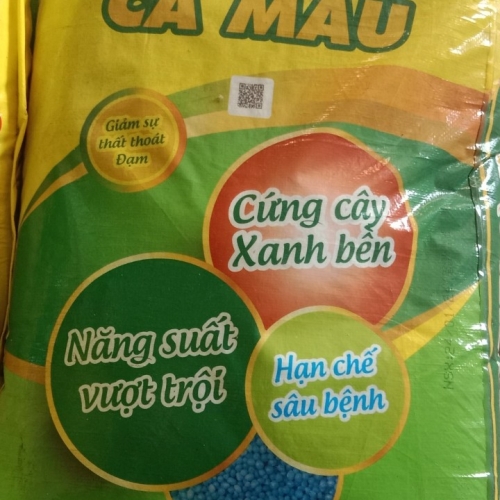 CÀ MAU
Giảm sự
thất thoát
Đạm
Cứng cây
Xanh bền
Năng suất
vượt trội
Hạn chế
sâu bệnh